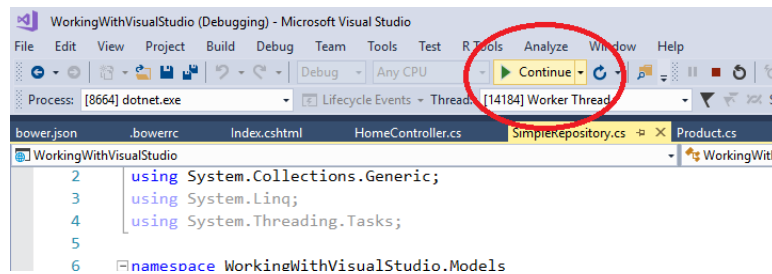 WorkingWithVisualStudio (Debugging) - Microsoft Visual Studio
File Edit View Project Build Debug Team Tools Test R Tools Analyze Window Help
Debug Any CPU Continue
Process: [8664] dotnet.exe Lifecycle Events Thread: [14184] Worker Thread
bower.json .bowerrc Index.cshtml HomeController.cs SimpleRepository.cs Product.cs
WorkingWithVisualStudio WorkingWit
2 using System.Collections.Generic;
3 using System.Linq;
4 using System.Threading.Tasks;
5
6 namespace WorkingWithVisualStudio.Models